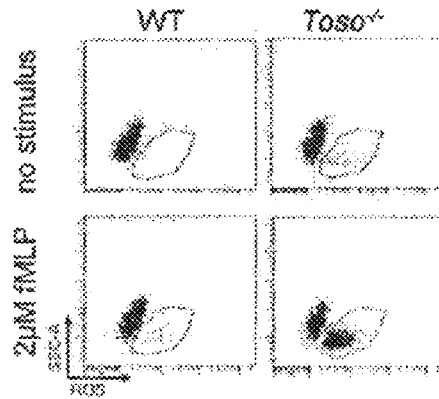 WT
Toso-/-
no stimulus
2µM fMLP
SSC-A
ROS